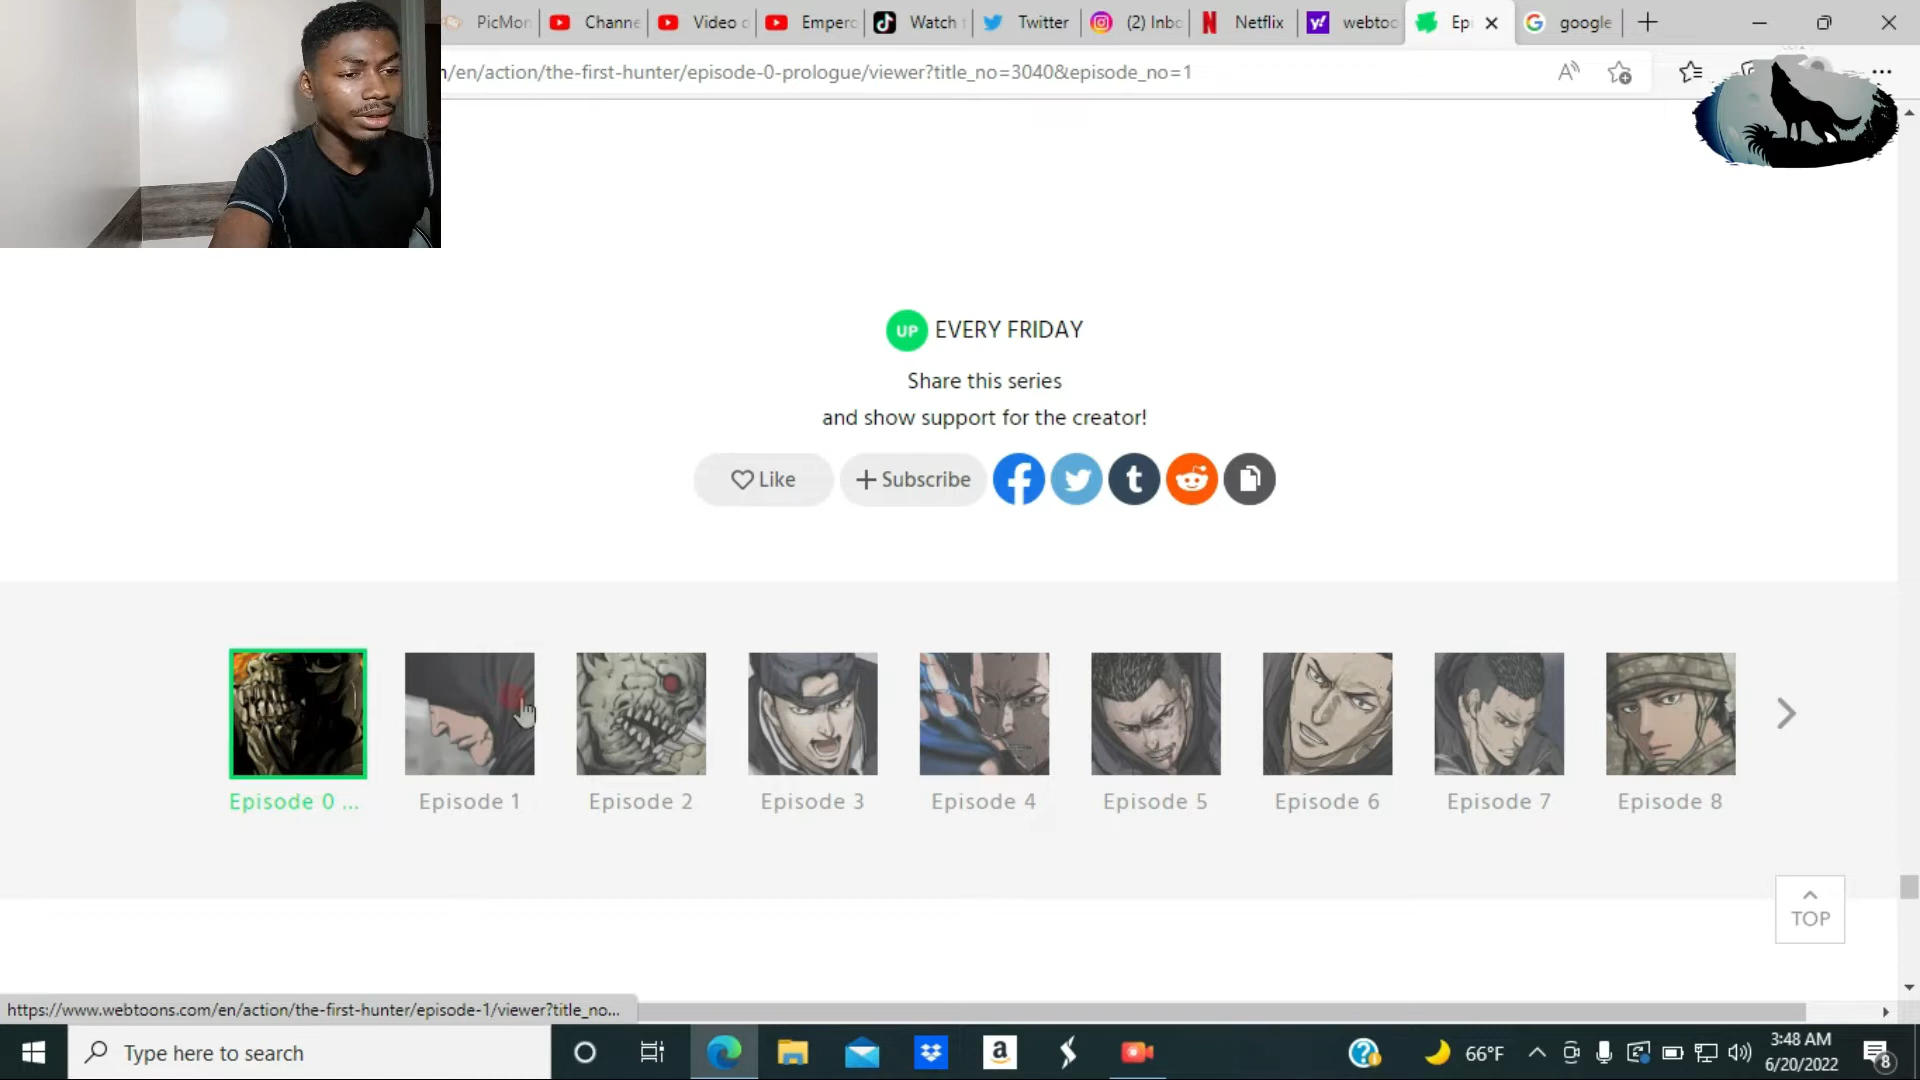 PicMon
Channe
Video c
Empero
Watch
Twitter
(2) Inbo
Netflix
webtoo
Epi
google
/en/action/the-first-hunter/episode-0-prologue/viewer?title_no=3040&episode_no=1
UP EVERY FRIDAY
Share this series
and show support for the creator!
Like
Subscribe
Episode 0 ...
Episode 1
Episode 2
Episode 3
Episode 4
Episode 5
Episode 6
Episode 7
Episode 8
TOP
https://www.webtoons.com/en/action/the-first-hunter/episode-1/viewer?title_no...
Type here to search
66°F
3:48 AM
6/20/2022
8